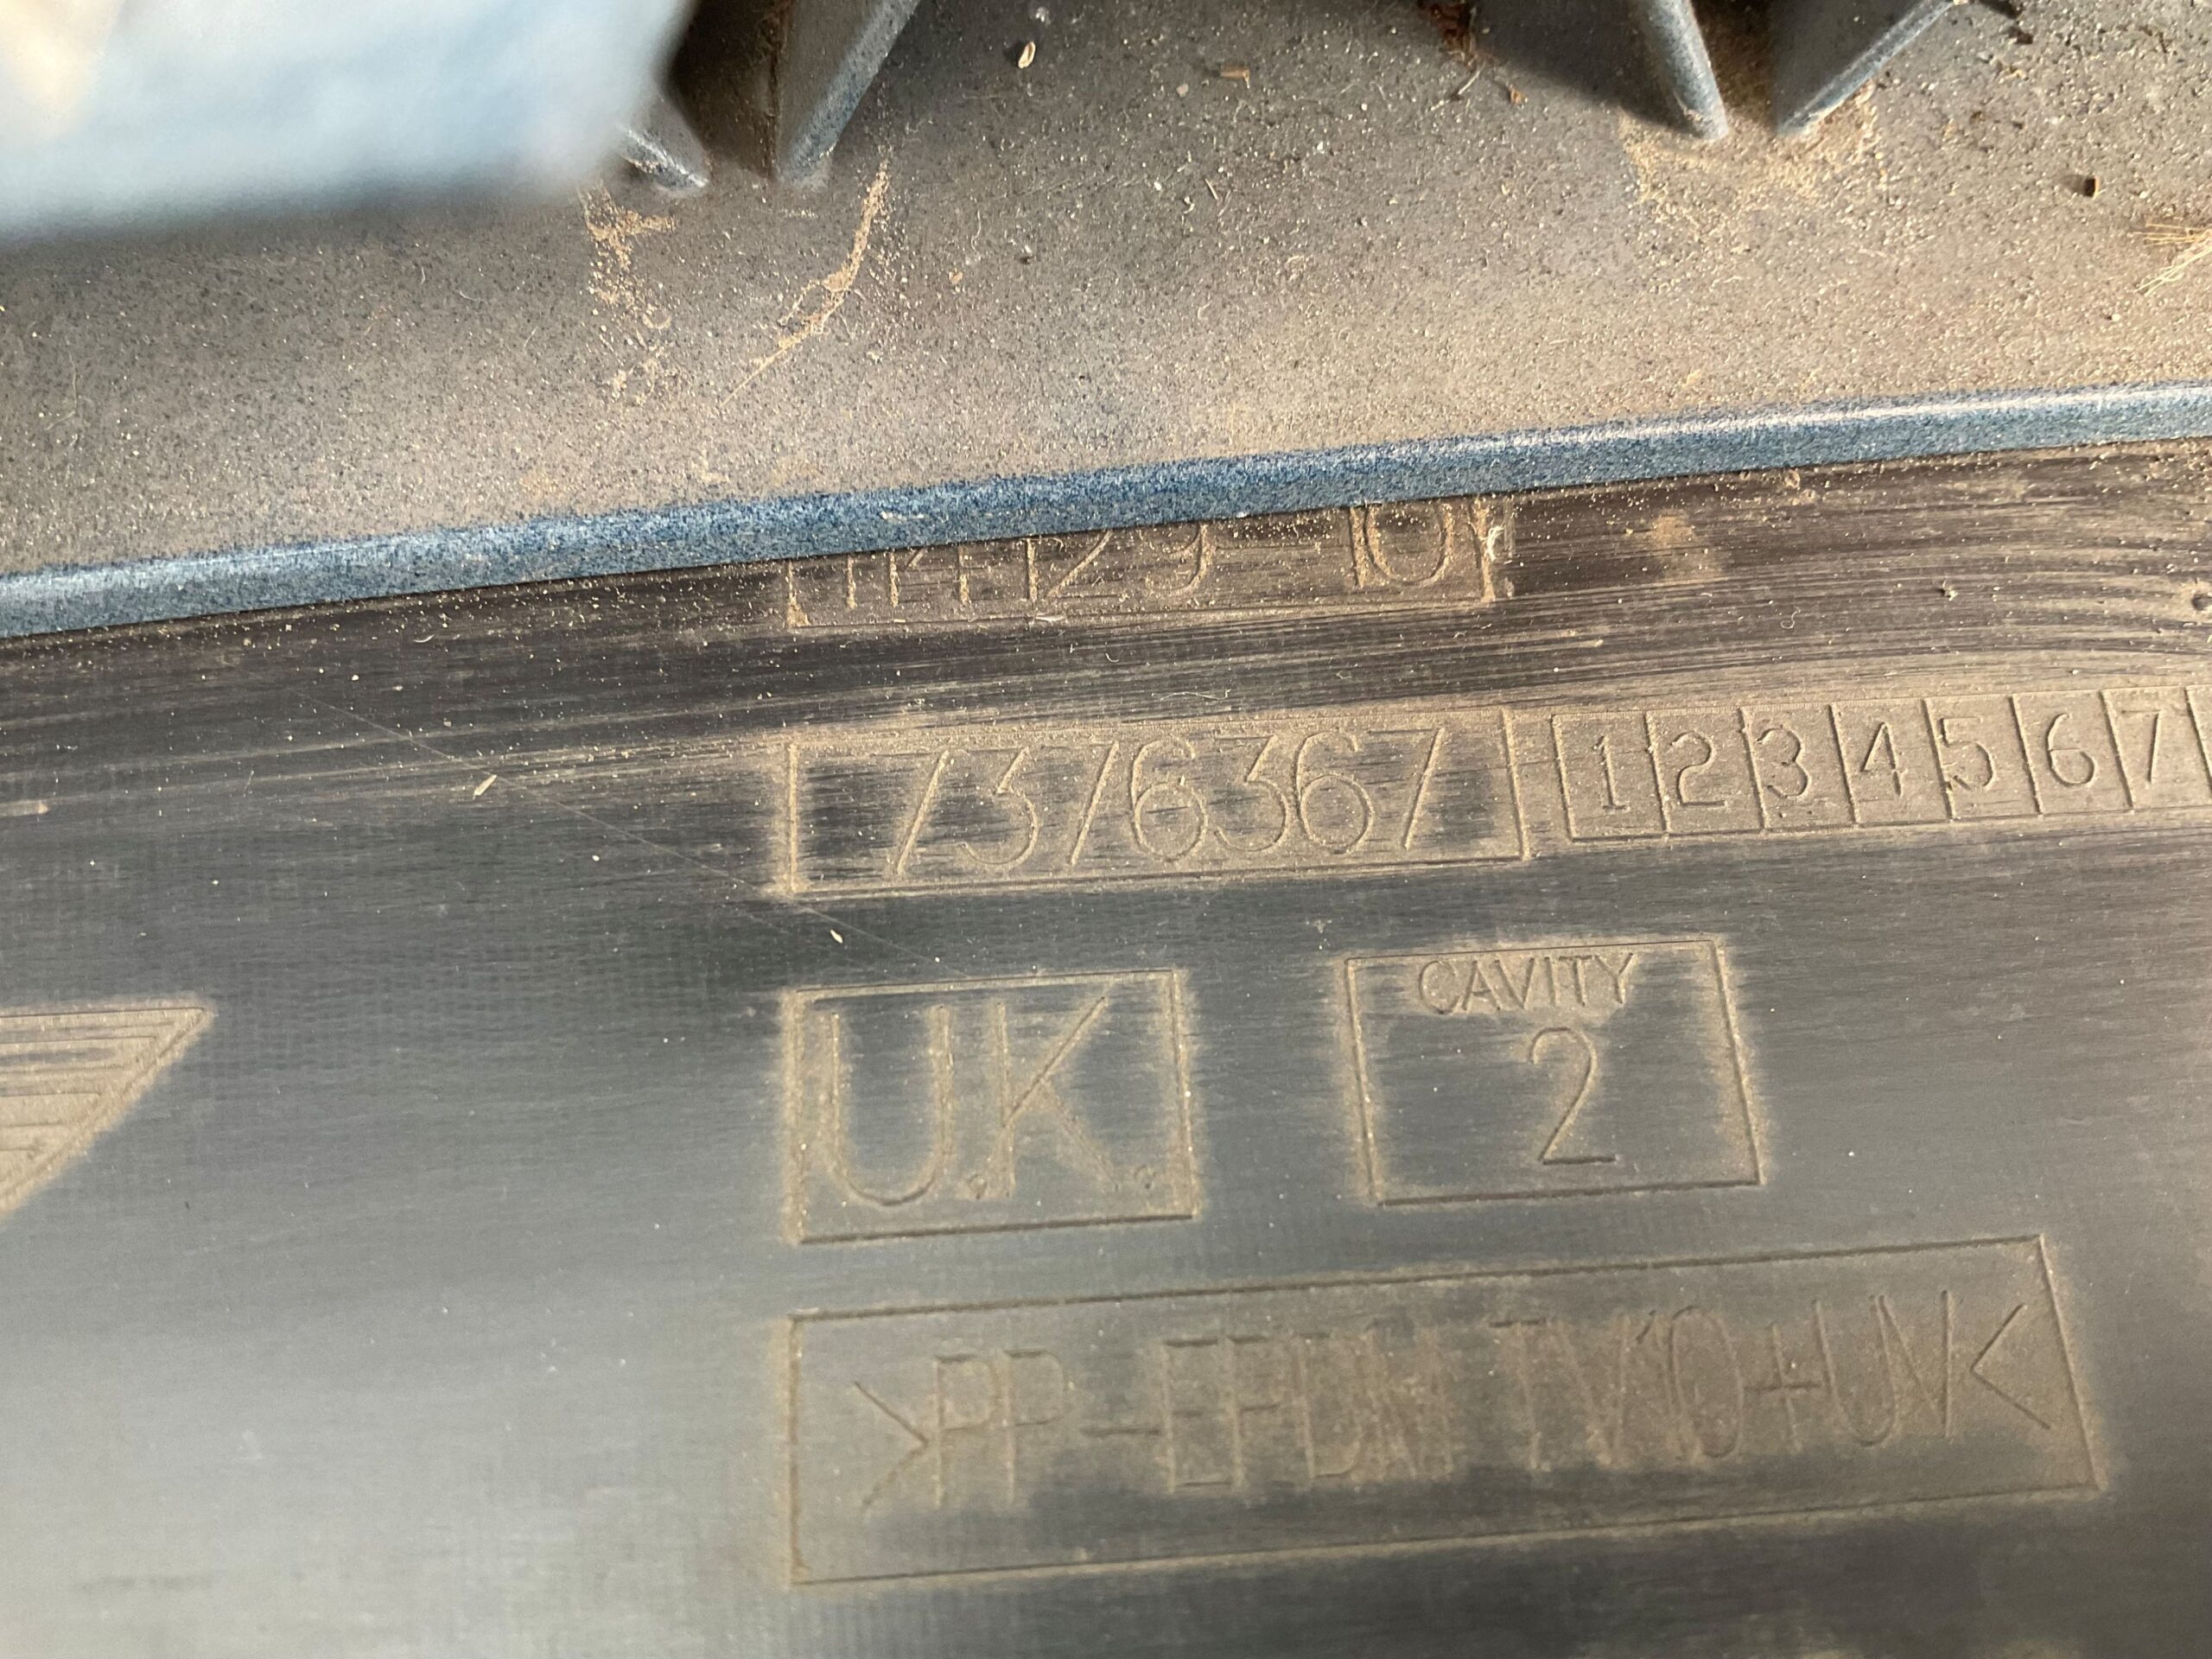 7376367 1 2 3 4 5 6 7
U.K.
CAVITY
2
>PP-EPDM TV10+UV<